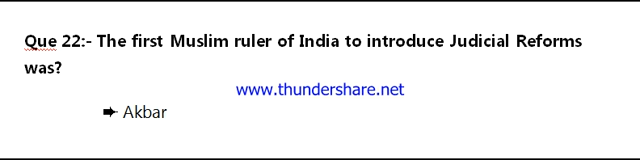 Que 22:- The first Muslim ruler of India to introduce Judicial Reforms
was?
www.thundershare.net
➨ Akbar